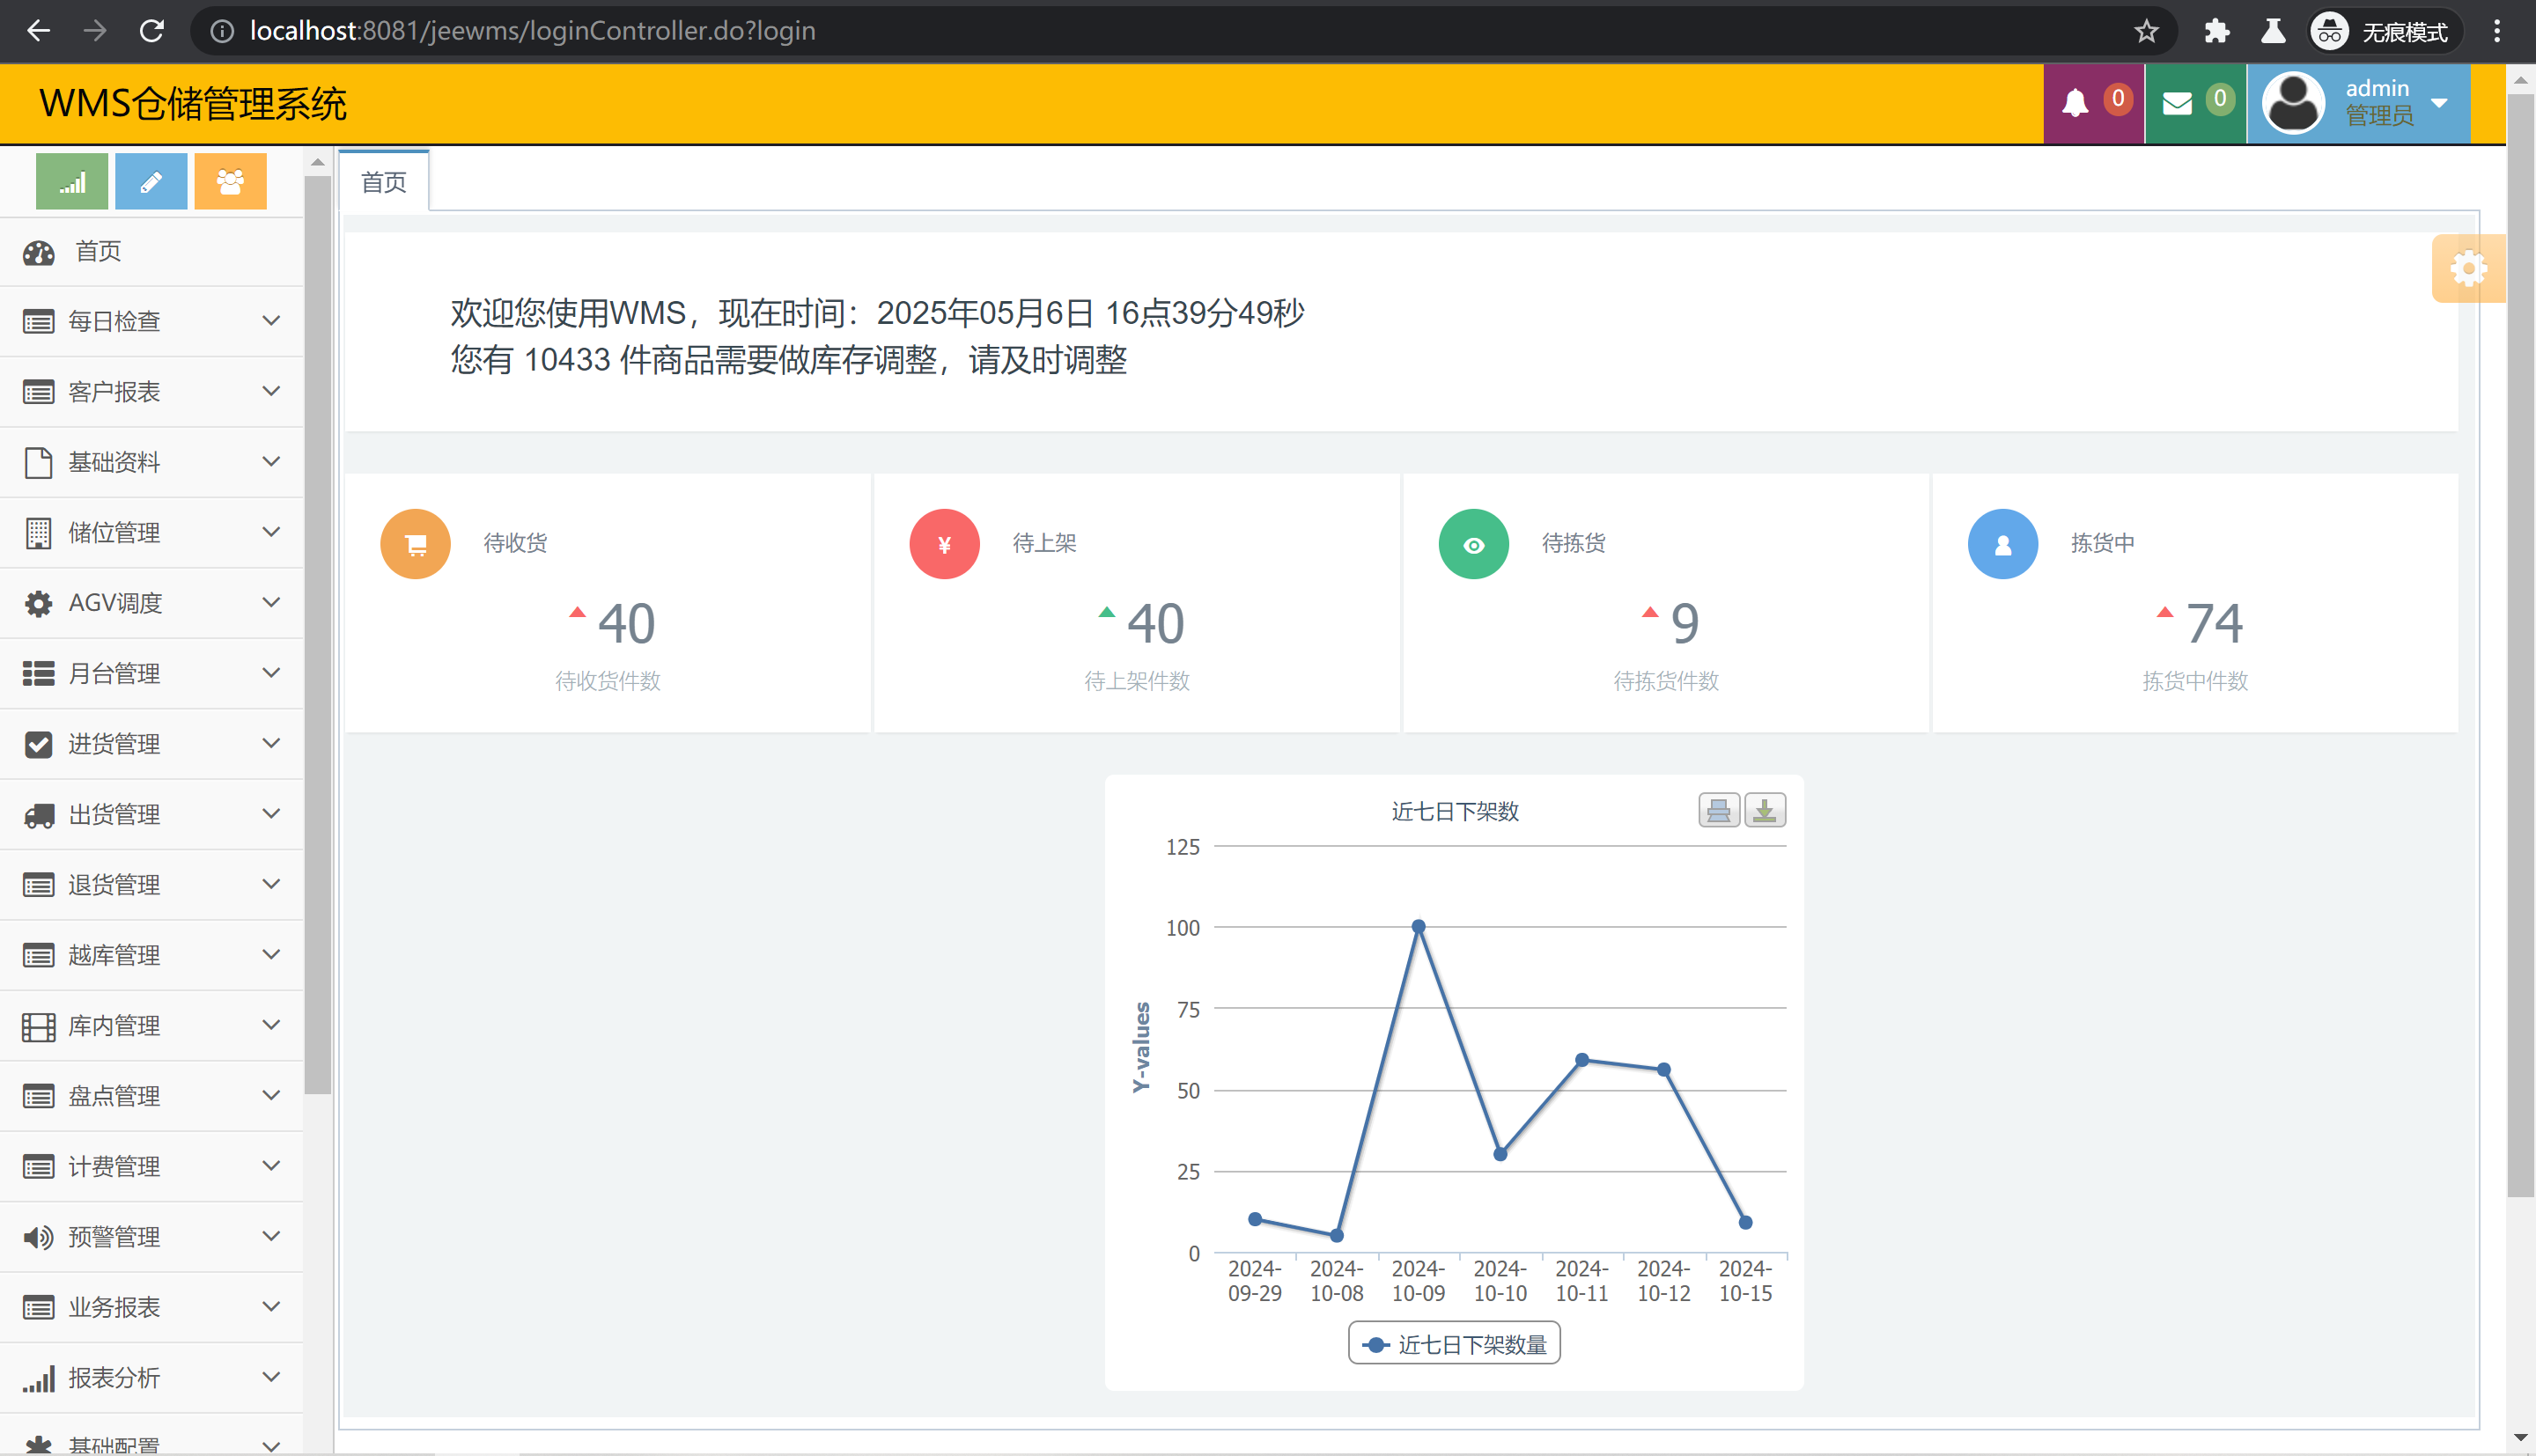 localhost:8081/jeewms/loginController.do?login
无痕模式
WMS仓储管理系统
0
0
admin
管理员
首页
首页
每日检查
客户报表
基础资料
储位管理
AGV调度
月台管理
进货管理
出货管理
退货管理
越库管理
库内管理
盘点管理
计费管理
预警管理
业务报表
报表分析
基础配置
欢迎您使用WMS，现在时间：2025年05月6日 16点39分49秒
您有 10433 件商品需要做库存调整，请及时调整
待收货
40
待收货件数
¥
待上架
40
待上架件数
待拣货
9
待拣货件数
拣货中
74
拣货中件数
近七日下架数
Y-values
125
100
75
50
25
0
2024-09-29
2024-10-08
2024-10-09
2024-10-10
2024-10-11
2024-10-12
2024-10-15
近七日下架数量